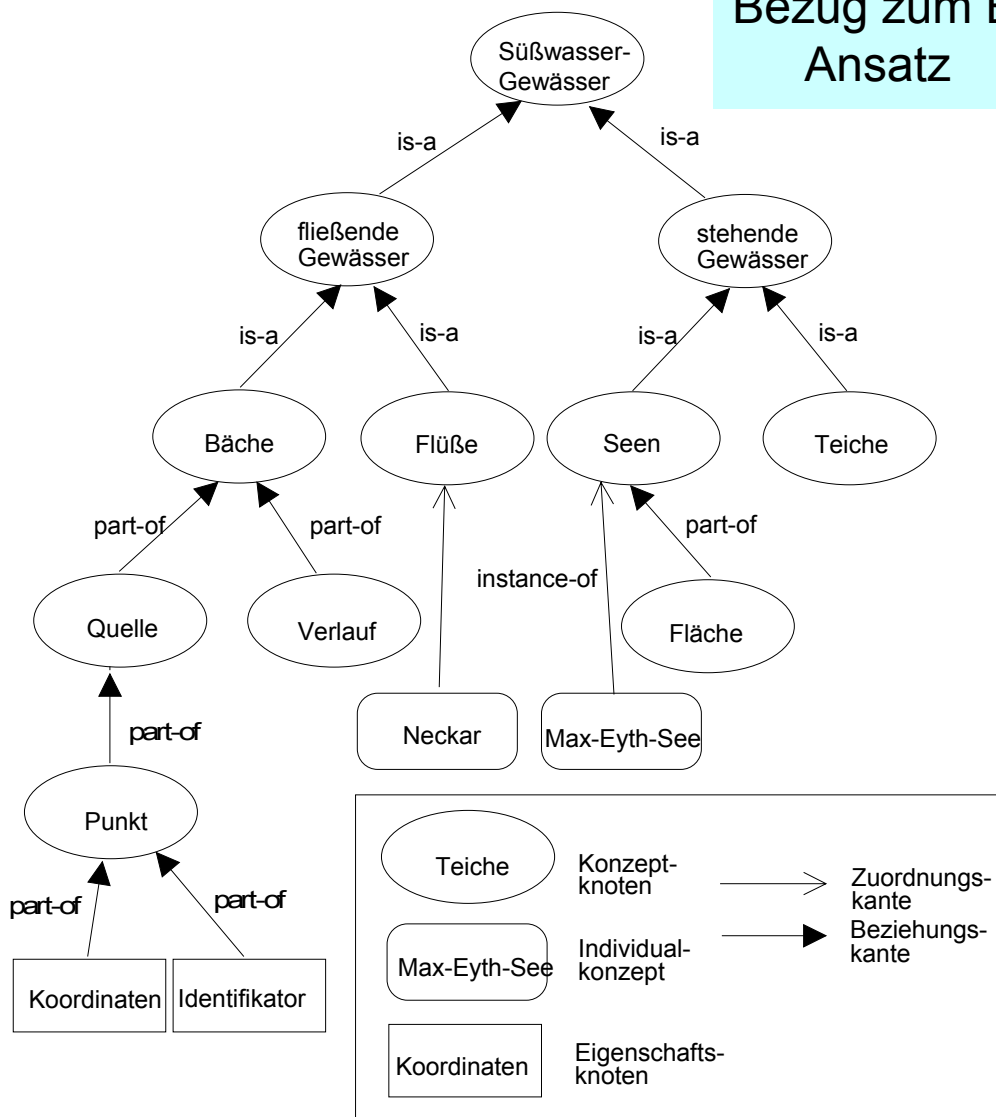 Bezug zum E
Ansatz
Süßwasser-
Gewässer
is-a
is-a
fließende
Gewässer
stehende
Gewässer
is-a
is-a
is-a
is-a
Bäche
Flüße
Seen
Teiche
part-of
part-of
part-of
instance-of
Quelle
Verlauf
Fläche
part-of
Neckar
Max-Eyth-See
Punkt
part-of
part-of
Koordinaten
Identifikator
Teiche
Konzept-
knoten
Zuordnungs-
kante
Beziehungs-
kante
Max-Eyth-See
Individual-
konzept
Koordinaten
Eigenschafts-
knoten